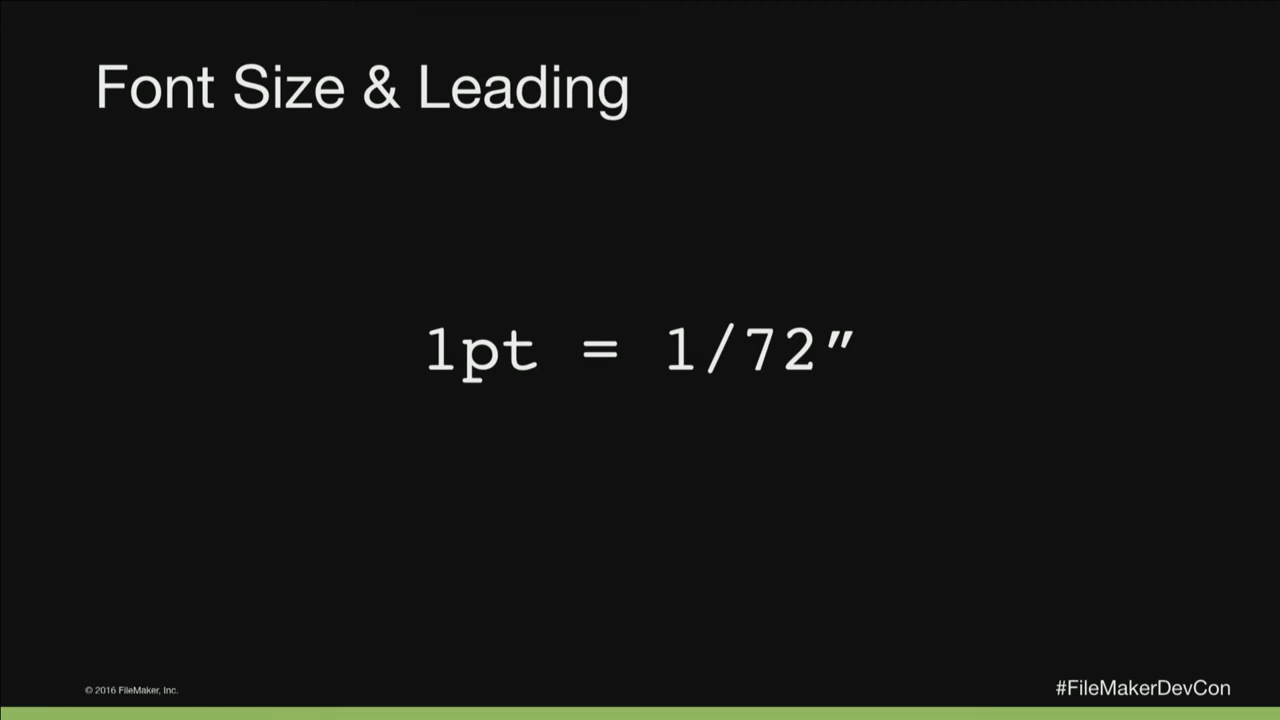 Font Size & Leading
1pt = 1/72″
© 2016 FileMaker, Inc.
#FileMakerDevCon